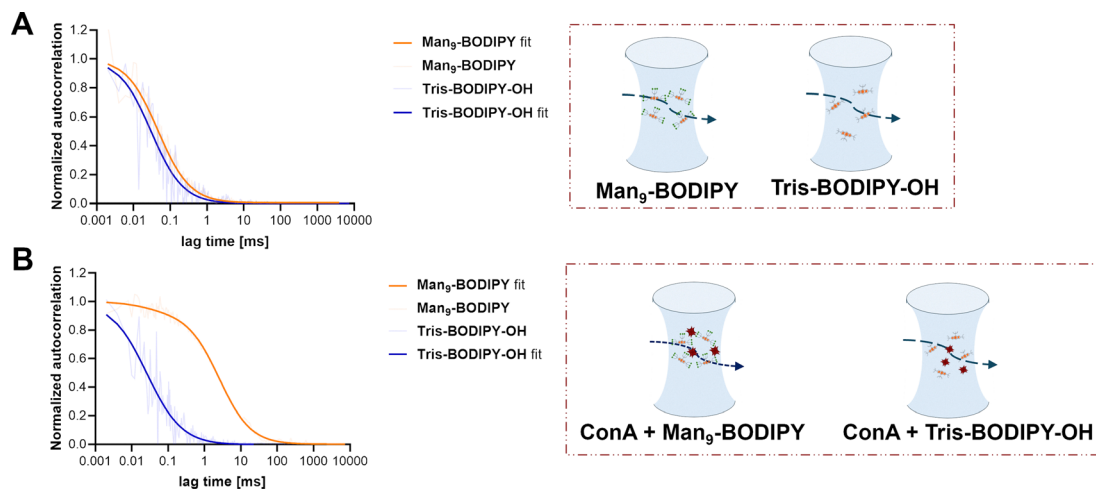 A
Normalized autocorrelation
1.2
1.0
0.8
0.6
0.4
0.2
0.0
0.001 0.01 0.1 1 10 100 1000 10000
lag time [ms]
Man₉-BODIPY fit
Man₉-BODIPY
Tris-BODIPY-OH
Tris-BODIPY-OH fit
Man₉-BODIPY
Tris-BODIPY-OH
B
Normalized autocorrelation
1.2
1.0
0.8
0.6
0.4
0.2
0.0
0.001 0.01 0.1 1 10 100 1000 10000
lag time [ms]
Man₉-BODIPY fit
Man₉-BODIPY
Tris-BODIPY-OH
Tris-BODIPY-OH fit
ConA + Man₉-BODIPY
ConA + Tris-BODIPY-OH